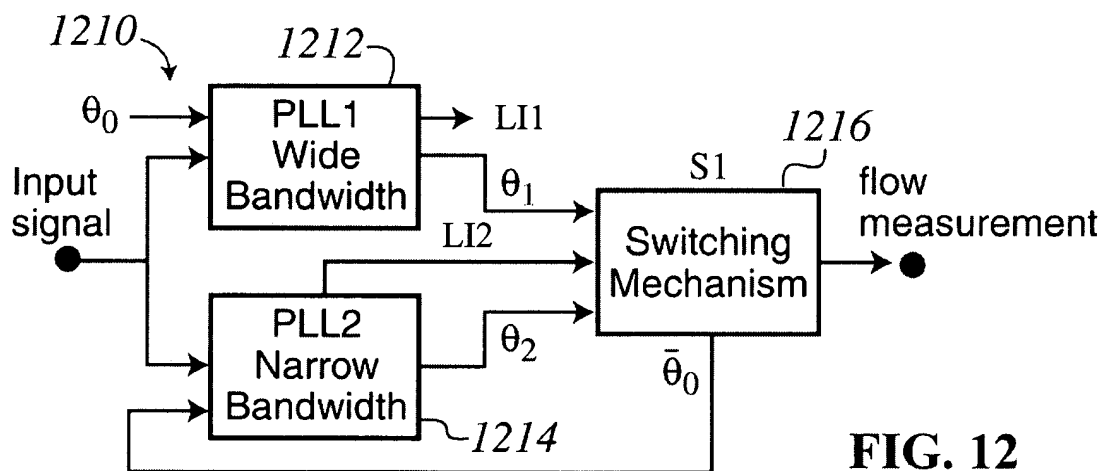 1210
1212
θ0
PLL1
Wide
Bandwidth
LI1
θ1
1216
S1
Input
signal
flow
measurement
LI2
Switching
Mechanism
PLL2
Narrow
Bandwidth
θ2
θ̄0
1214
FIG. 12